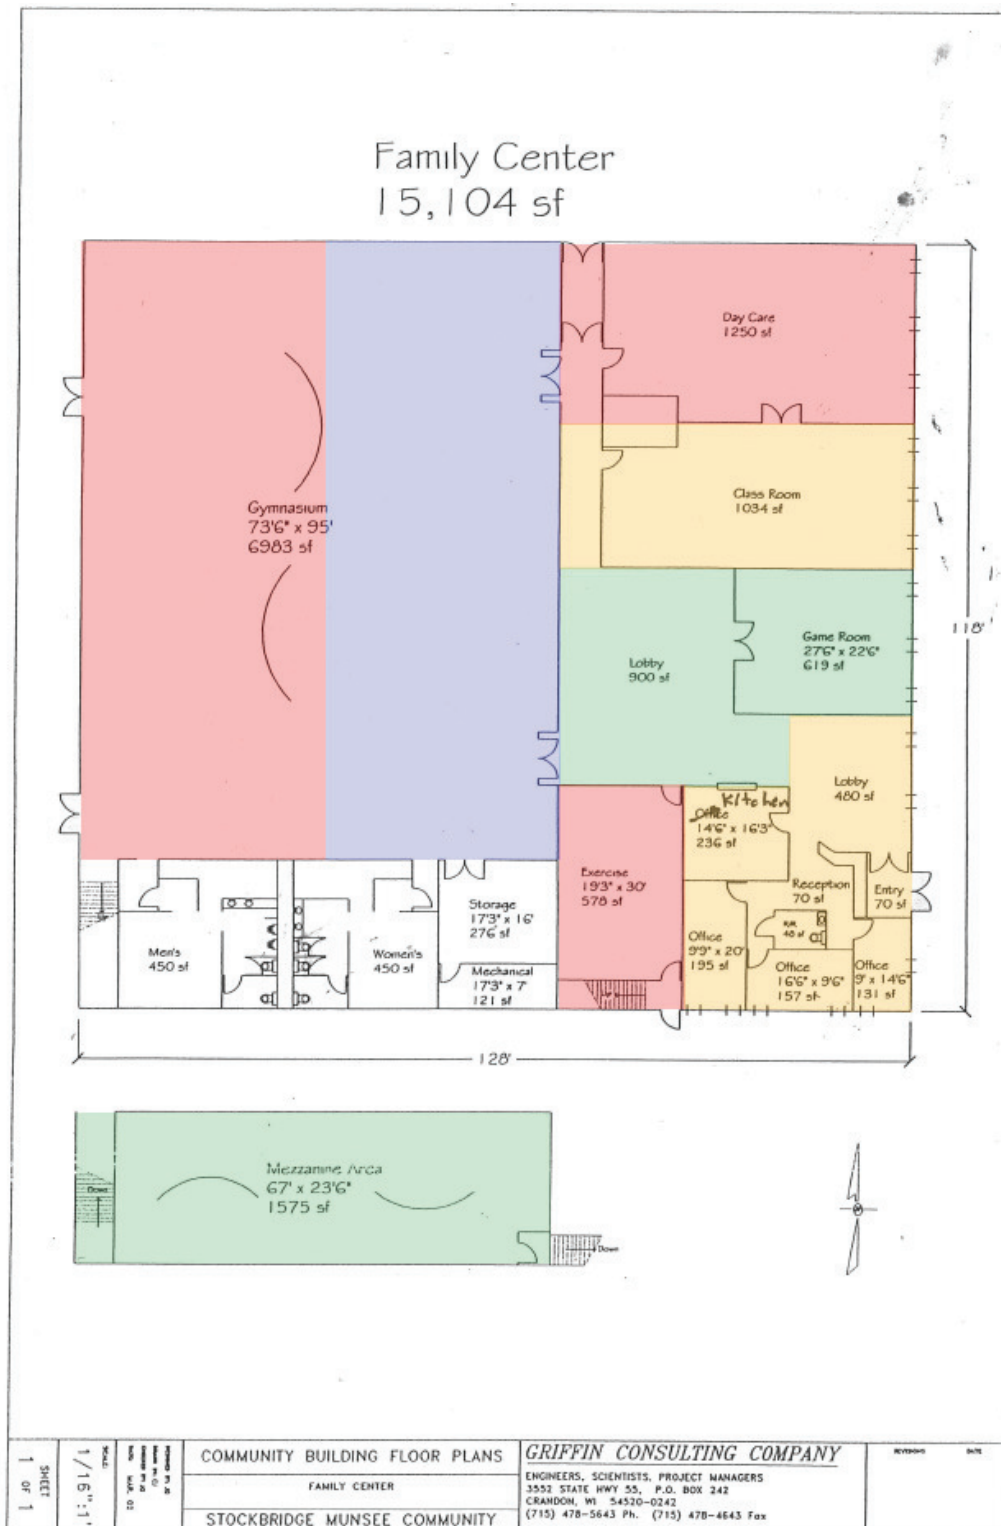 Family Center
15,104 sf
Day Care
1250 sf
Gymnasium
73'6" x 95'
6983 sf
Class Room
1034 sf
118'
Lobby
900 sf
Game Room
27'6" x 22'6"
619 sf
Lobby
480 sf
Kitchen
Office
14'6" x 16'3"
236 sf
Exercise
19'3" x 30'
578 sf
Reception
70 sf
Entry
70 sf
Storage
17'3" x 16'
276 sf
Men's
450 sf
Women's
450 sf
Mechanical
17'3" x 7'
121 sf
Office
9'9" x 20'
195 sf
48 sf
Office
16'6" x 9'6"
157 sf
Office
9' x 14'6"
131 sf
128'
Mezzanine Area
67' x 23'6"
1575 sf
Down
Down
SHEET
1 OF 1
SCALE:
1/16":1'
COMMUNITY BUILDING FLOOR PLANS
FAMILY CENTER
STOCKBRIDGE MUNSEE COMMUNITY
GRIFFIN CONSULTING COMPANY
ENGINEERS, SCIENTISTS, PROJECT MANAGERS
3552 STATE HWY 55, P.O. BOX 242
CRANDON, WI 54520-0242
(715) 478-5643 Ph. (715) 478-4643 Fax
REVISIONS
DATE